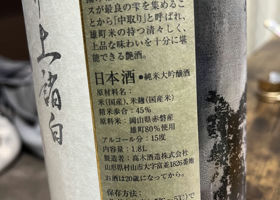 スが最良の雫を集めるこ
とから「中取り」と呼ばれ、
雄町米の持つ清々しく、
上品な味わいを十分に堪
能できる艶酒。
上諸白
日本酒●純米大吟醸酒
原材料名：
米(国産)、米麹(国産米)
精米歩合：45%
原料米：岡山県赤磐産
雄町80%使用
アルコール分：15度
内容量：1.8L
製造者：高木酒造株式会社
山形県村山市大字富並1826番地
お酒は20歳になってから。
保存方法：